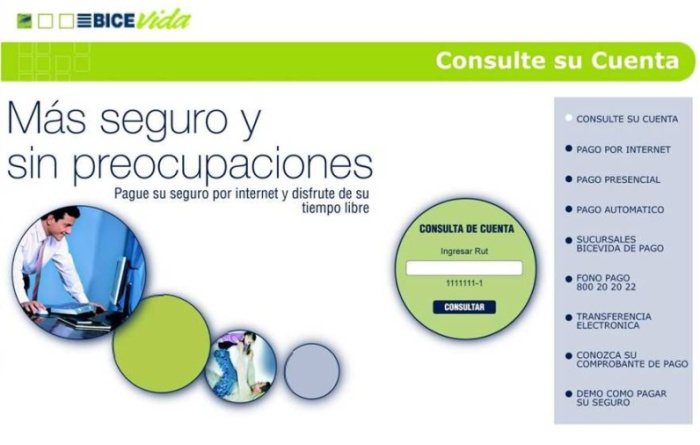 BICE Vida
Consulte su Cuenta
Más seguro y
sin preocupaciones
Pague su seguro por internet y disfrute de su
tiempo libre
CONSULTA DE CUENTA
Ingresar Rut
1111111-1
CONSULTAR
CONSULTE SU CUENTA
PAGO POR INTERNET
PAGO PRESENCIAL
PAGO AUTOMATICO
SUCURSALES
BICEVIDA DE PAGO
FONO PAGO
800 20 20 22
TRANSFERENCIA
ELECTRONICA
CONOZCA SU
COMPROBANTE DE PAGO
DEMO COMO PAGAR
SU SEGURO